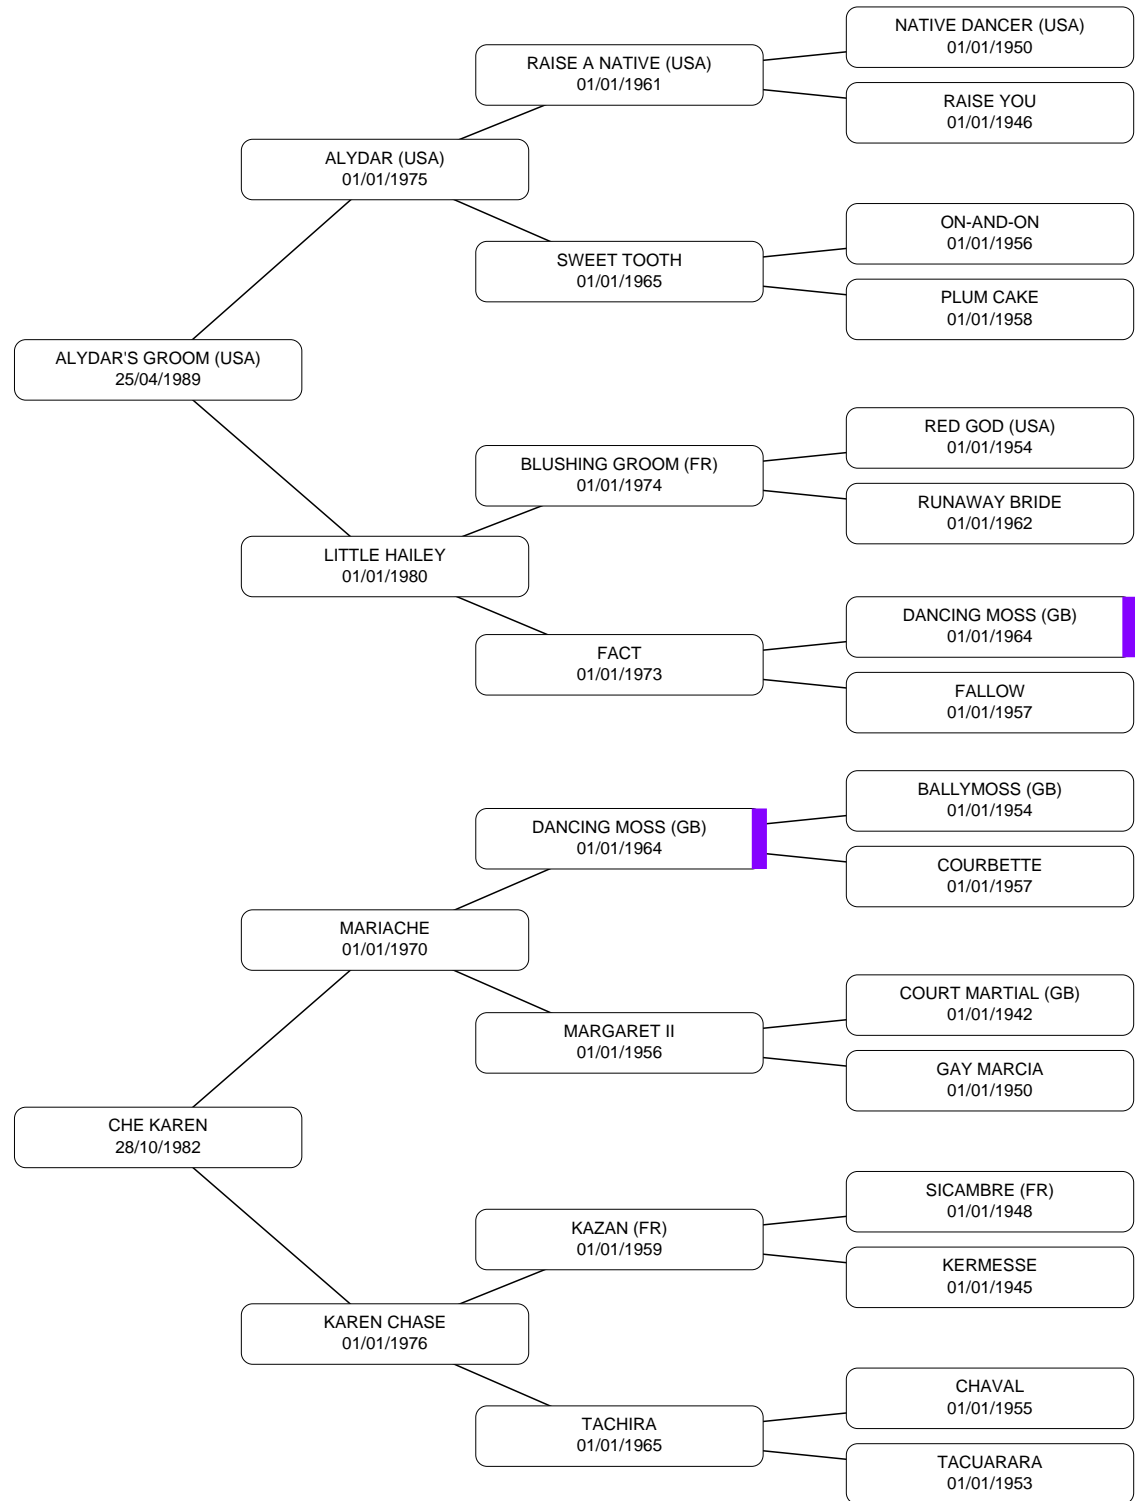 NATIVE DANCER (USA)
01/01/1950
RAISE A NATIVE (USA)
01/01/1961
RAISE YOU
01/01/1946
ALYDAR (USA)
01/01/1975
ON-AND-ON
01/01/1956
SWEET TOOTH
01/01/1965
PLUM CAKE
01/01/1958
ALYDAR'S GROOM (USA)
25/04/1989
RED GOD (USA)
01/01/1954
BLUSHING GROOM (FR)
01/01/1974
RUNAWAY BRIDE
01/01/1962
LITTLE HAILEY
01/01/1980
DANCING MOSS (GB)
01/01/1964
FACT
01/01/1973
FALLOW
01/01/1957
BALLYMOSS (GB)
01/01/1954
DANCING MOSS (GB)
01/01/1964
COURBETTE
01/01/1957
MARIACHE
01/01/1970
COURT MARTIAL (GB)
01/01/1942
MARGARET II
01/01/1956
GAY MARCIA
01/01/1950
CHE KAREN
28/10/1982
SICAMBRE (FR)
01/01/1948
KAZAN (FR)
01/01/1959
KERMESSE
01/01/1945
KAREN CHASE
01/01/1976
CHAVAL
01/01/1955
TACHIRA
01/01/1965
TACUARARA
01/01/1953